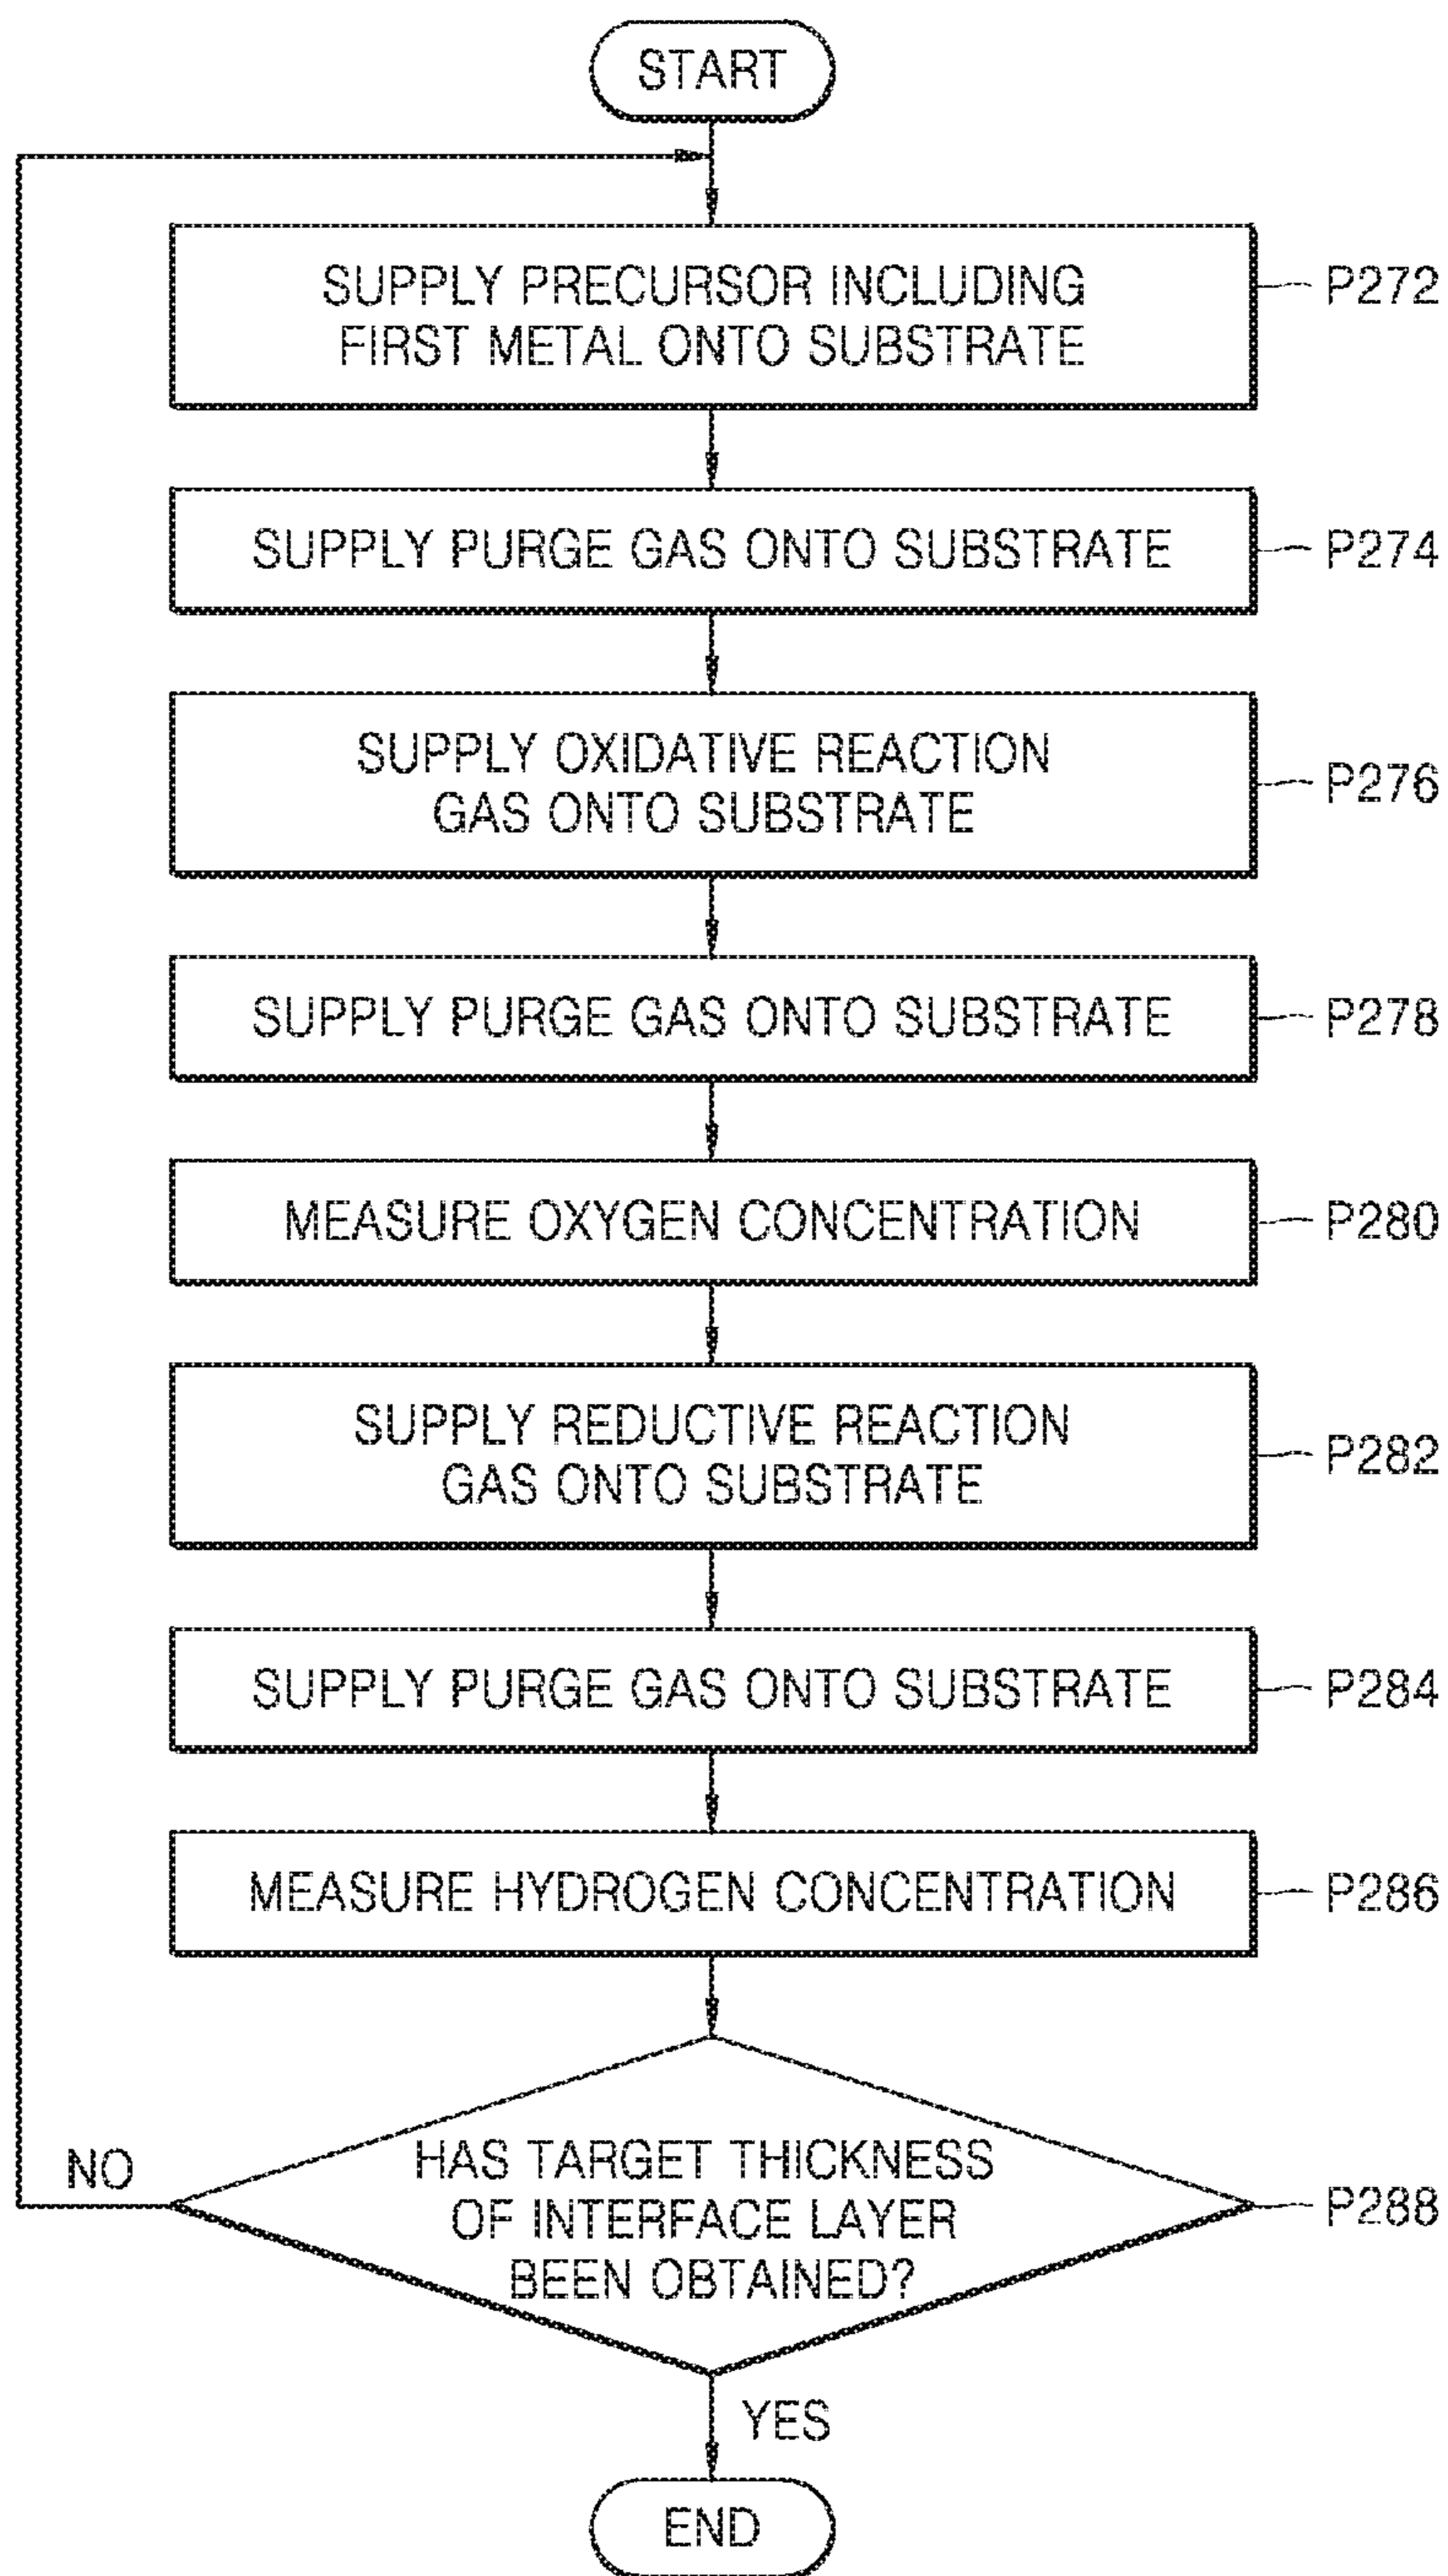 START
SUPPLY PRECURSOR INCLUDING
FIRST METAL ONTO SUBSTRATE
P272
SUPPLY PURGE GAS ONTO SUBSTRATE
P274
SUPPLY OXIDATIVE REACTION
GAS ONTO SUBSTRATE
P276
SUPPLY PURGE GAS ONTO SUBSTRATE
P278
MEASURE OXYGEN CONCENTRATION
P280
SUPPLY REDUCTIVE REACTION
GAS ONTO SUBSTRATE
P282
SUPPLY PURGE GAS ONTO SUBSTRATE
P284
MEASURE HYDROGEN CONCENTRATION
P286
NO
HAS TARGET THICKNESS
OF INTERFACE LAYER
BEEN OBTAINED?
P288
YES
END